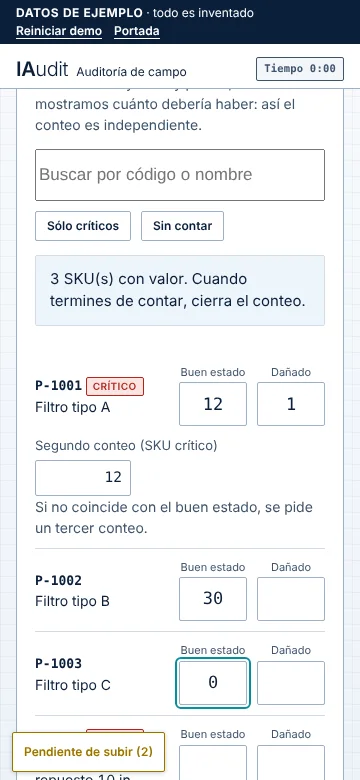 DATOS DE EJEMPLO · todo es inventado
Reiniciar demo Portada
IAudit Auditoría de campo
Tiempo 0:00
mostramos cuánto debería haber: así el
conteo es independiente.
Buscar por código o nombre
Sólo críticos
Sin contar
3 SKU(s) con valor. Cuando
termines de contar, cierra el conteo.
P-1001 CRÍTICO
Filtro tipo A
Buen estado
12
Dañado
1
Segundo conteo (SKU crítico)
12
Si no coincide con el buen estado, se pide
un tercer conteo.
P-1002
Filtro tipo B
Buen estado
30
Dañado
P-1003
Filtro tipo C
Buen estado
0
Dañado
Buen estado
Dañado
Pendiente de subir (2)
repuesto 10 in